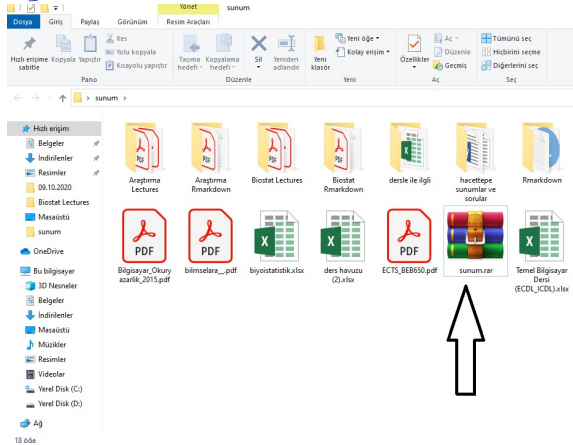 Yönet
sunum
Dosya
Giriş
Paylaş
Görünüm
Resim Araçları
Hızlı erişime sabitle
Kopyala
Yapıştır
Kes
Yolu kopyala
Kısayolu yapıştır
Pano
Taşıma hedefi
Kopyalama hedefi
Sil
Yeniden adlandır
Düzenle
Yeni klasör
Yeni öğe
Kolay erişim
Yeni
Özellikler
Aç
Düzenle
Geçmiş
Aç
Tümünü seç
Hiçbirini seçme
Diğerlerini seç
Seç
sunum
Hızlı erişim
Belgeler
İndirilenler
Resimler
09.10.2020
Biostat Lectures
Masaüstü
sunum
OneDrive
Bu bilgisayar
3D Nesneler
Belgeler
İndirilenler
Masaüstü
Müzikler
Resimler
Videolar
Yerel Disk (C:)
Yerel Disk (D:)
Ağ
18 öğe
Araştırma
Lectures
Araştırma
Rmarkdown
Biostat Lectures
Biostat
Rmarkdown
dersle ile ilgli
hacettepe
sunumlar ve
sorular
Rmarkdown
PDF
Bilgisayar_Okury
azarlik_2015.pdf
PDF
bilmselara__.pdf
biyoistatistik.xlsx
ders havuzu
(2).xlsx
PDF
ECTS_BEB650.pdf
sunum.rar
Temel Bilgisayar
Dersi
(ECDL_ICDL).xlsx